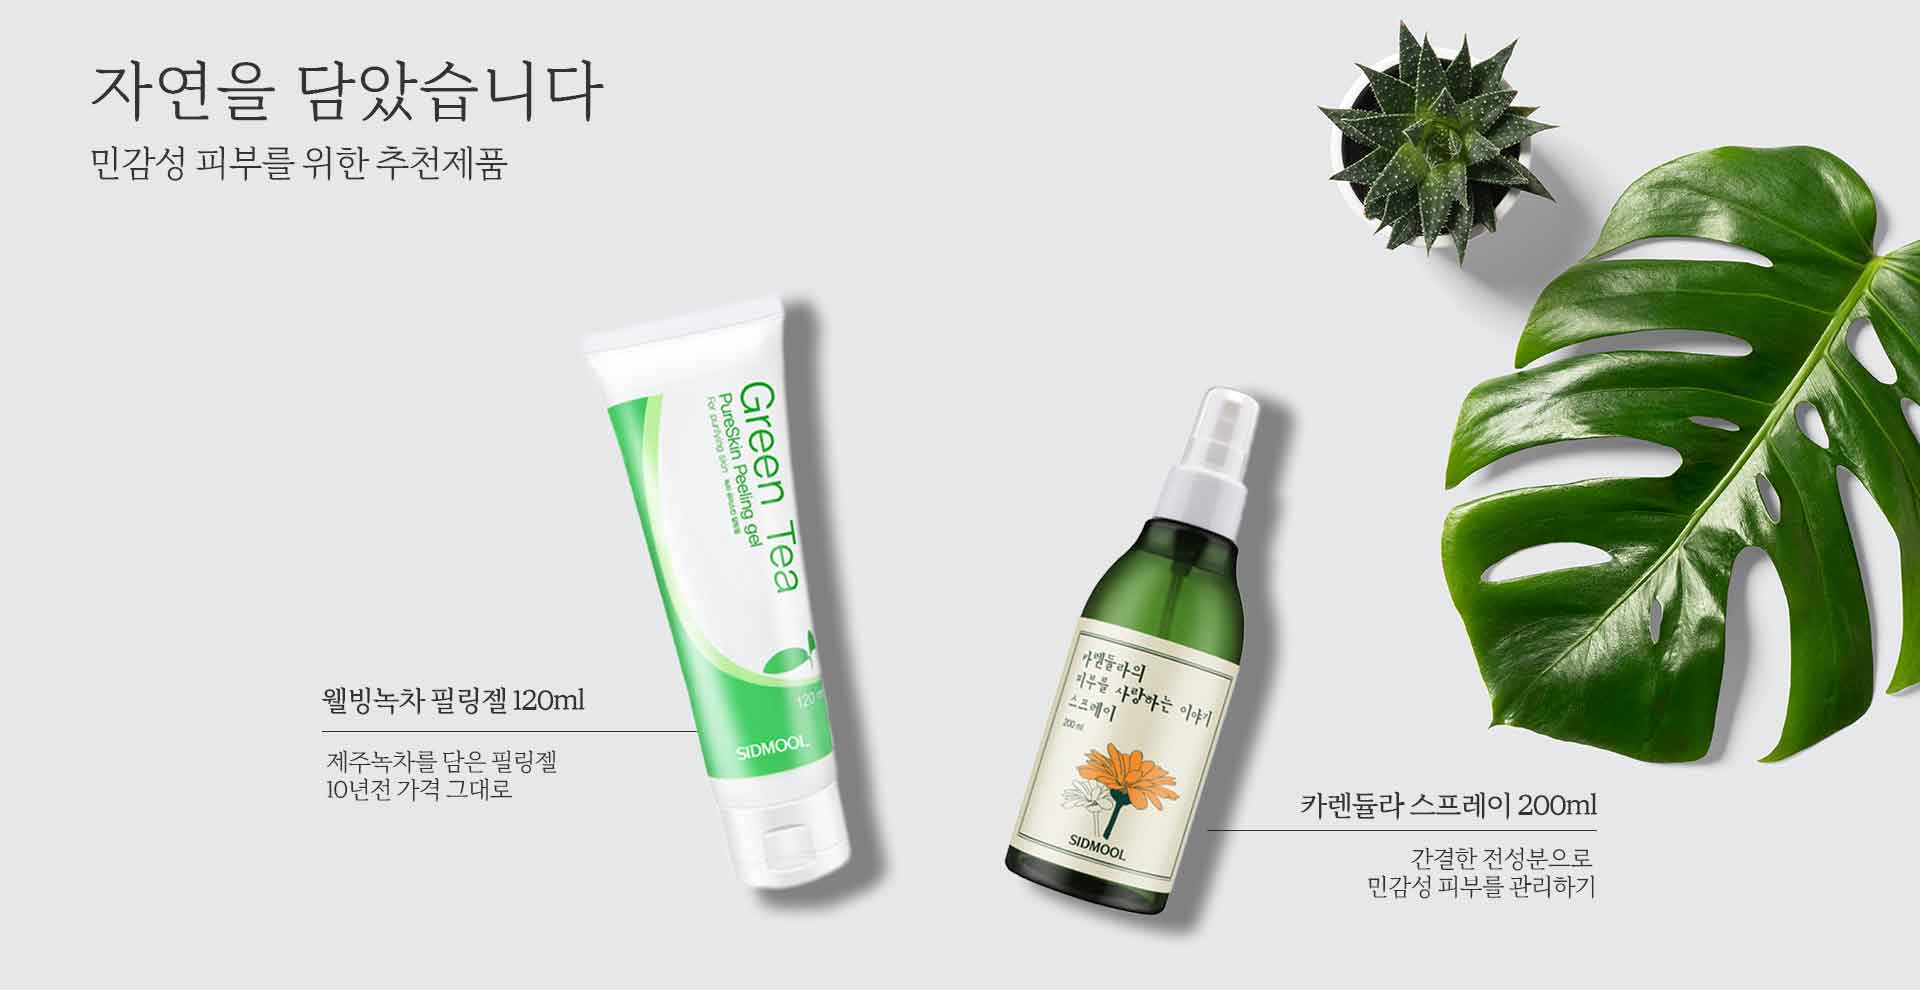 자연을 담았습니다
민감성 피부를 위한 추천제품
Green Tea
PureSkin Peeling gel
For purifying skin
120 ml
SIDMOOL
웰빙녹차 필링젤 120ml
제주녹차를 담은 필링젤
10년전 가격 그대로
카렌듈라의
피부를 사랑하는 이야기
스프레이
200 ml
SIDMOOL
카렌듈라 스프레이 200ml
간결한 전성분으로
민감성 피부를 관리하기